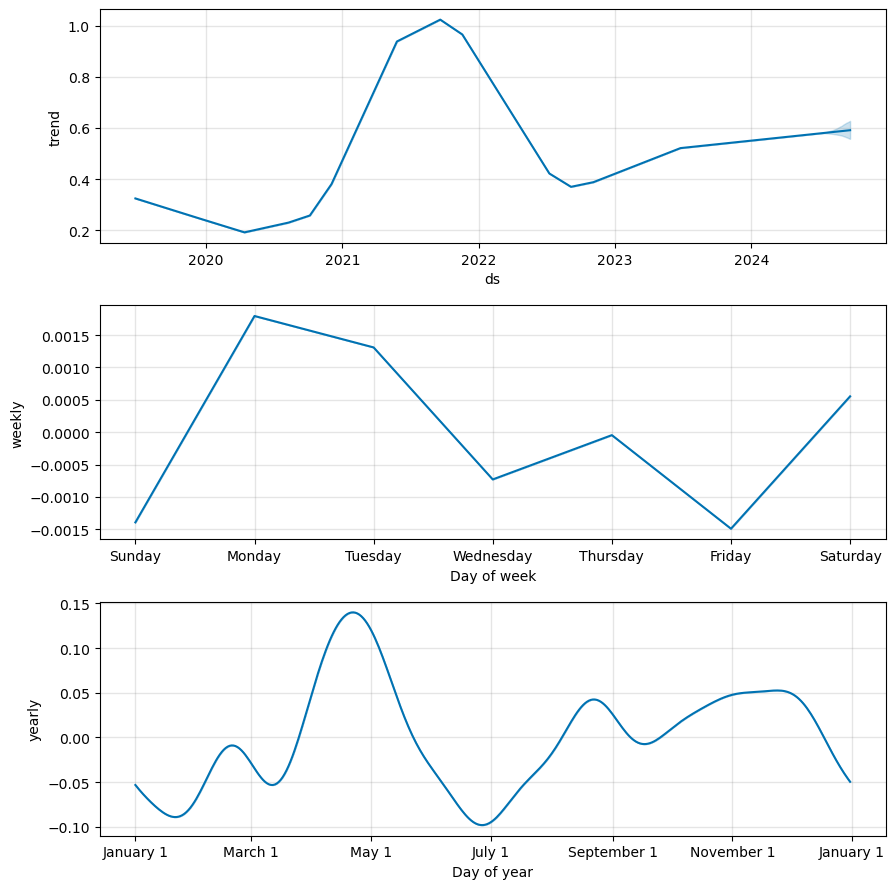 1.0
0.8
0.6
0.4
0.2
trend
2020 2021 2022 2023 2024
ds
0.0015
0.0010
0.0005
0.0000
−0.0005
−0.0010
−0.0015
weekly
Sunday Monday Tuesday Wednesday Thursday Friday Saturday
Day of week
0.15
0.10
0.05
0.00
−0.05
−0.10
yearly
January 1 March 1 May 1 July 1 September 1 November 1 January 1
Day of year